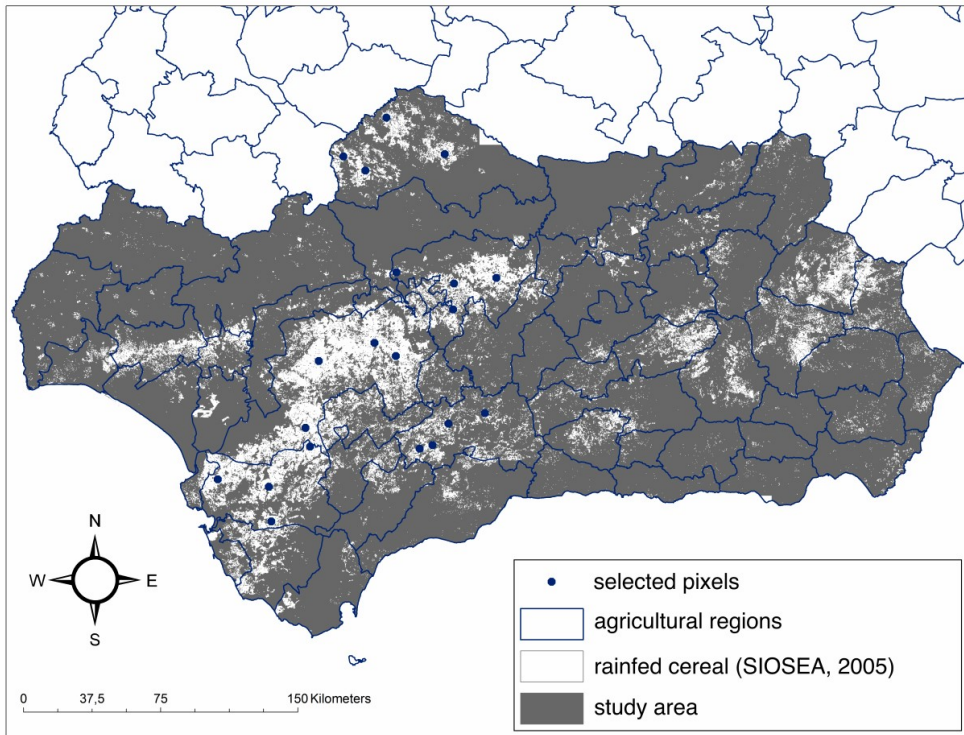 N
W E
S
0 37,5 75 150 Kilometers
selected pixels
agricultural regions
rainfed cereal (SIOSEA, 2005)
study area